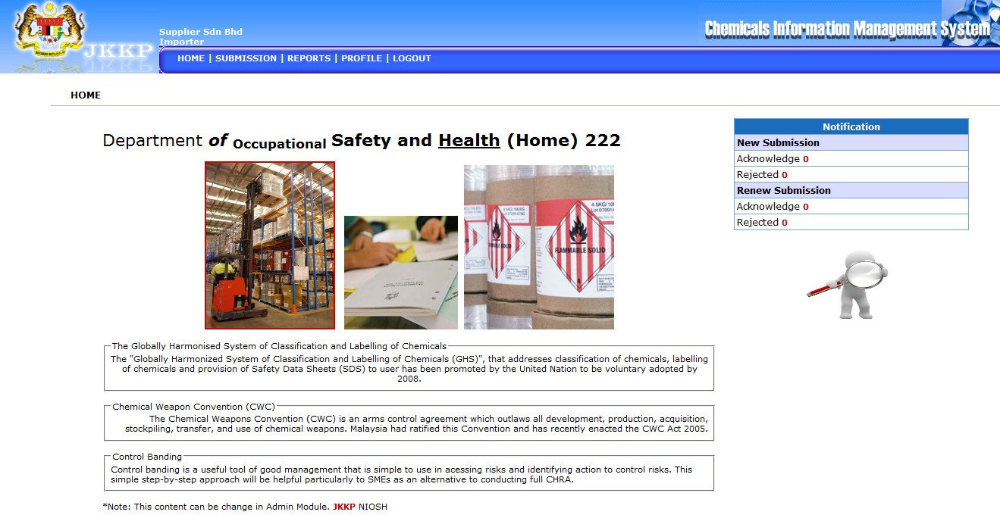 JKKP
Supplier Sdn Bhd
Importer
Chemicals Information Management System
HOME | SUBMISSION | REPORTS | PROFILE | LOGOUT
HOME
Department of Occupational Safety and Health (Home) 222
Notification
New Submission
Acknowledge 0
Rejected 0
Renew Submission
Acknowledge 0
Rejected 0
4.5KG/10LBS
FLAMMABLE SOLID
4
The Globally Harmonised System of Classification and Labelling of Chemicals
The "Globally Harmonized System of Classification and Labelling of Chemicals (GHS)", that addresses classification of chemicals, labelling
of chemicals and provision of Safety Data Sheets (SDS) to user has been promoted by the United Nation to be voluntary adopted by
2008.
Chemical Weapon Convention (CWC)
The Chemical Weapons Convention (CWC) is an arms control agreement which outlaws all development, production, acquisition,
stockpiling, transfer, and use of chemical weapons. Malaysia had ratified this Convention and has recently enacted the CWC Act 2005.
Control Banding
Control banding is a useful tool of good management that is simple to use in acessing risks and identifying action to control risks. This
simple step-by-step approach will be helpful particularly to SMEs as an alternative to conducting full CHRA.
*Note: This content can be change in Admin Module. JKKP NIOSH